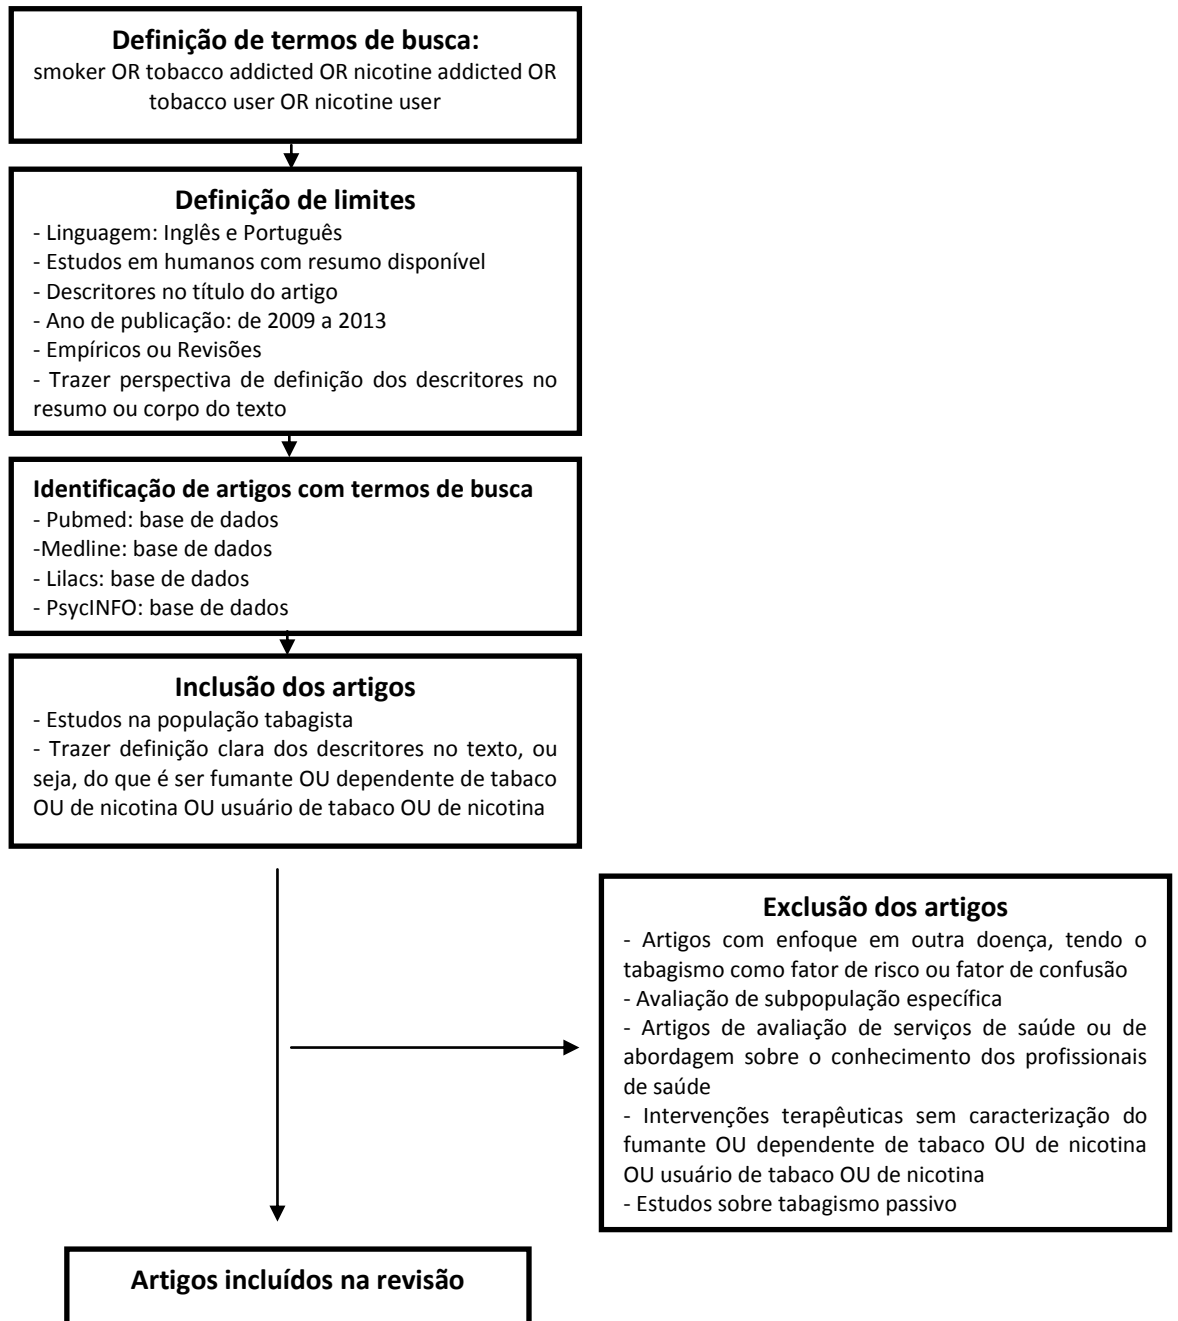 Definição de termos de busca:
smoker OR tobacco addicted OR nicotine addicted OR
tobacco user OR nicotine user
Definição de limites
- Linguagem: Inglês e Português
- Estudos em humanos com resumo disponível
- Descritores no título do artigo
- Ano de publicação: de 2009 a 2013
- Empíricos ou Revisões
- Trazer perspectiva de definição dos descritores no
resumo ou corpo do texto
Identificação de artigos com termos de busca
- Pubmed: base de dados
-Medline: base de dados
- Lilacs: base de dados
- PsycINFO: base de dados
Inclusão dos artigos
- Estudos na população tabagista
- Trazer definição clara dos descritores no texto, ou
seja, do que é ser fumante OU dependente de tabaco
OU de nicotina OU usuário de tabaco OU de nicotina
Exclusão dos artigos
- Artigos com enfoque em outra doença, tendo o
tabagismo como fator de risco ou fator de confusão
- Avaliação de subpopulação específica
- Artigos de avaliação de serviços de saúde ou de
abordagem sobre o conhecimento dos profissionais
de saúde
- Intervenções terapêuticas sem caracterização do
fumante OU dependente de tabaco OU de nicotina
OU usuário de tabaco OU de nicotina
- Estudos sobre tabagismo passivo
Artigos incluídos na revisão